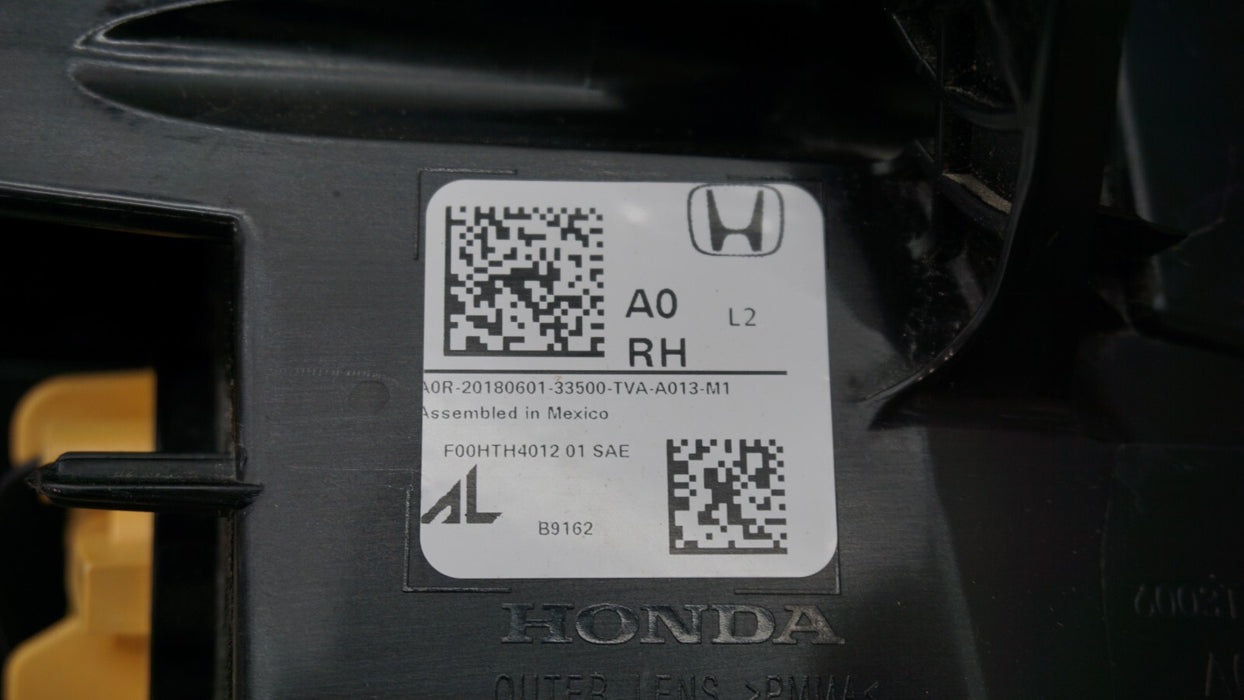 A0
L2
RH
A0R-20180601-33500-TVA-A013-M1
Assembled in Mexico
F00HTH4012 01 SAE
AL
B9162
HONDA
OUTER LENS >PMMA<